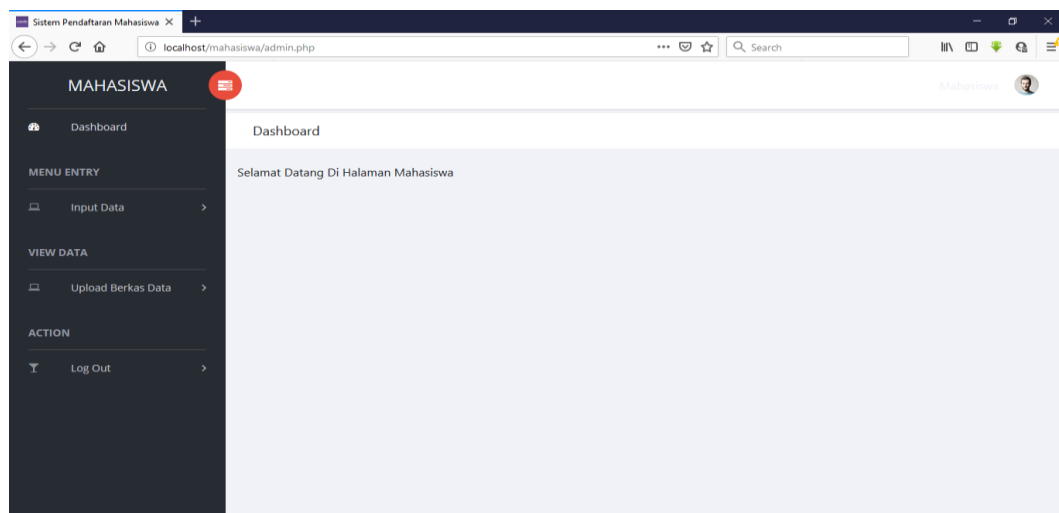 Sistem Pendaftaran Mahasiswa
localhost/mahasiswa/admin.php
Search
MAHASISWA
Mahasiswa
Dashboard
Dashboard
MENU ENTRY
Selamat Datang Di Halaman Mahasiswa
Input Data
VIEW DATA
Upload Berkas Data
ACTION
Log Out